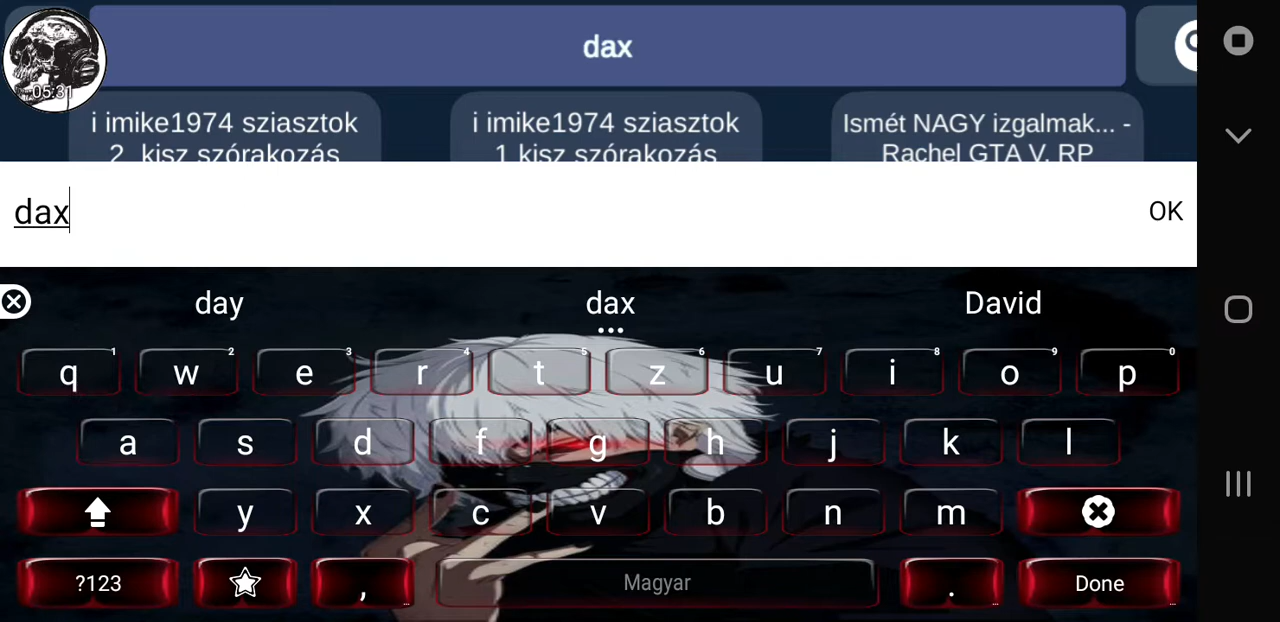 dax
05:31
i imike1974 sziasztok
2 kisz szórakozás
i imike1974 sziasztok
1 kisz szórakozás
Ismét NAGY izgalmak... -
Rachel GTA V. RP
dax
OK
day
dax
David
q 1 w 2 e 3 r 4 t 5 z 6 u 7 i 8 o 9 p 0
a s d f g h j k l
y x c v b n m
?123
,
Magyar
.
Done